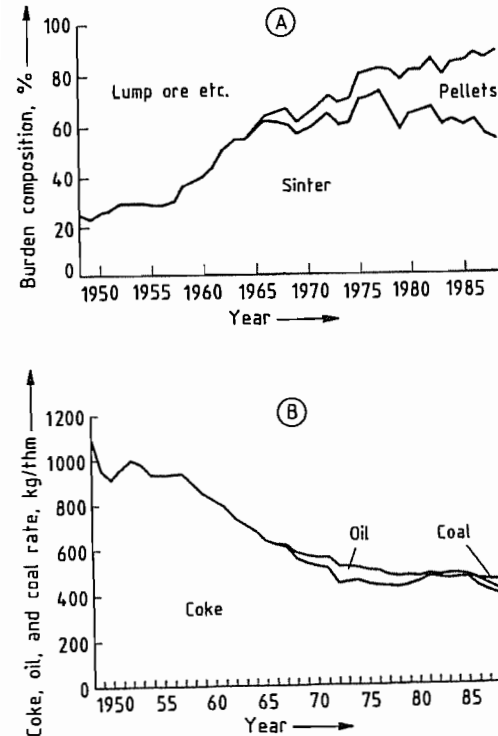 A
Burden composition, %
100
80
60
40
20
0
Lump ore etc.
Pellets
Sinter
1950 1955 1960 1965 1970 1975 1980 1985
Year
B
Coke, oil, and coal rate, kg/thm
1200
1000
800
600
400
200
0
Oil
Coal
Coke
1950 55 60 65 70 75 80 85
Year